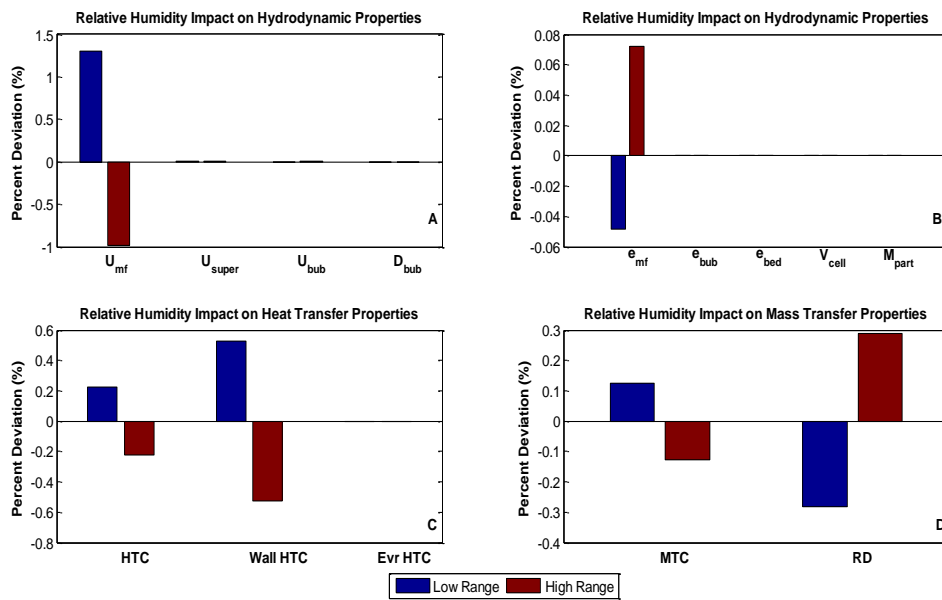 Relative Humidity Impact on Hydrodynamic Properties
Percent Deviation (%)
1.5
1
0.5
0
-0.5
-1
A
U_mf U_super U_bub D_bub
Relative Humidity Impact on Hydrodynamic Properties
Percent Deviation (%)
0.08
0.06
0.04
0.02
0
-0.02
-0.04
-0.06
B
e_mf e_bub e_bed V_cell M_part
Relative Humidity Impact on Heat Transfer Properties
Percent Deviation (%)
0.6
0.4
0.2
0
-0.2
-0.4
-0.6
-0.8
C
HTC Wall HTC Evr HTC
Relative Humidity Impact on Mass Transfer Properties
Percent Deviation (%)
0.3
0.2
0.1
0
-0.1
-0.2
-0.3
-0.4
D
MTC RD
Low Range High Range